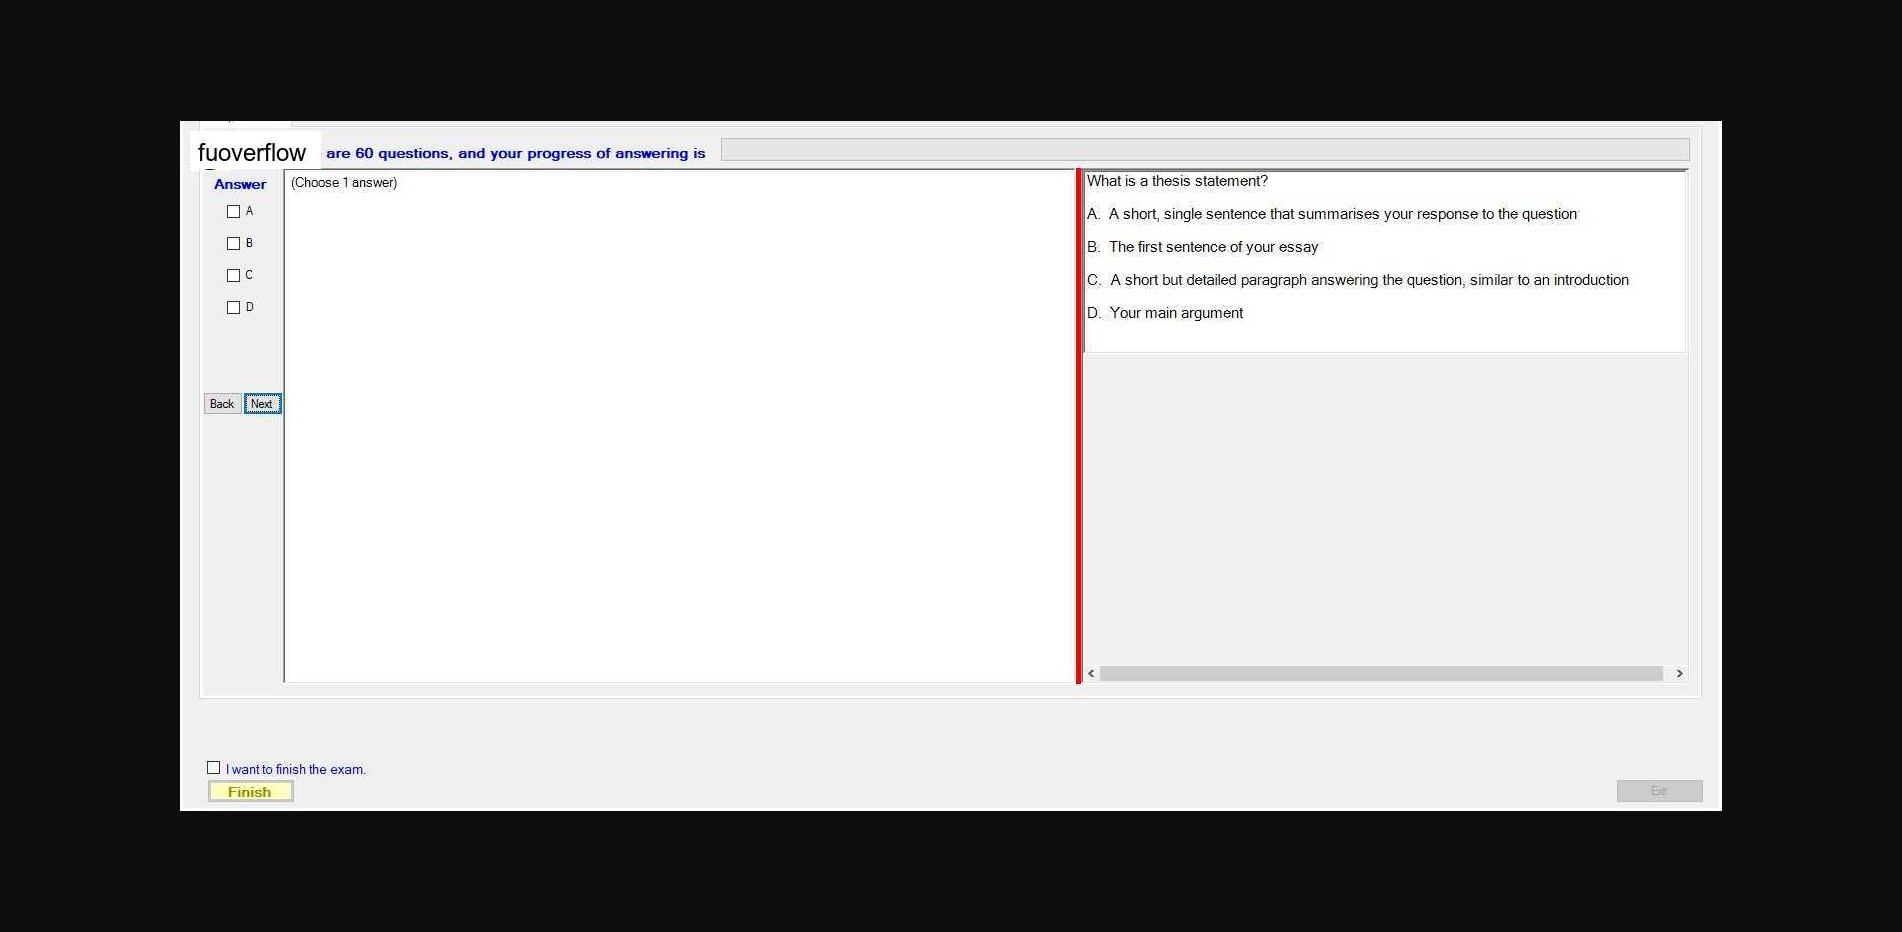 fuoverflow are 60 questions, and your progress of answering is
Answer
(Choose 1 answer)
A
B
C
D
Back Next
What is a thesis statement?
A. A short, single sentence that summarises your response to the question
B. The first sentence of your essay
C. A short but detailed paragraph answering the question, similar to an introduction
D. Your main argument
I want to finish the exam.
Finish
Exit